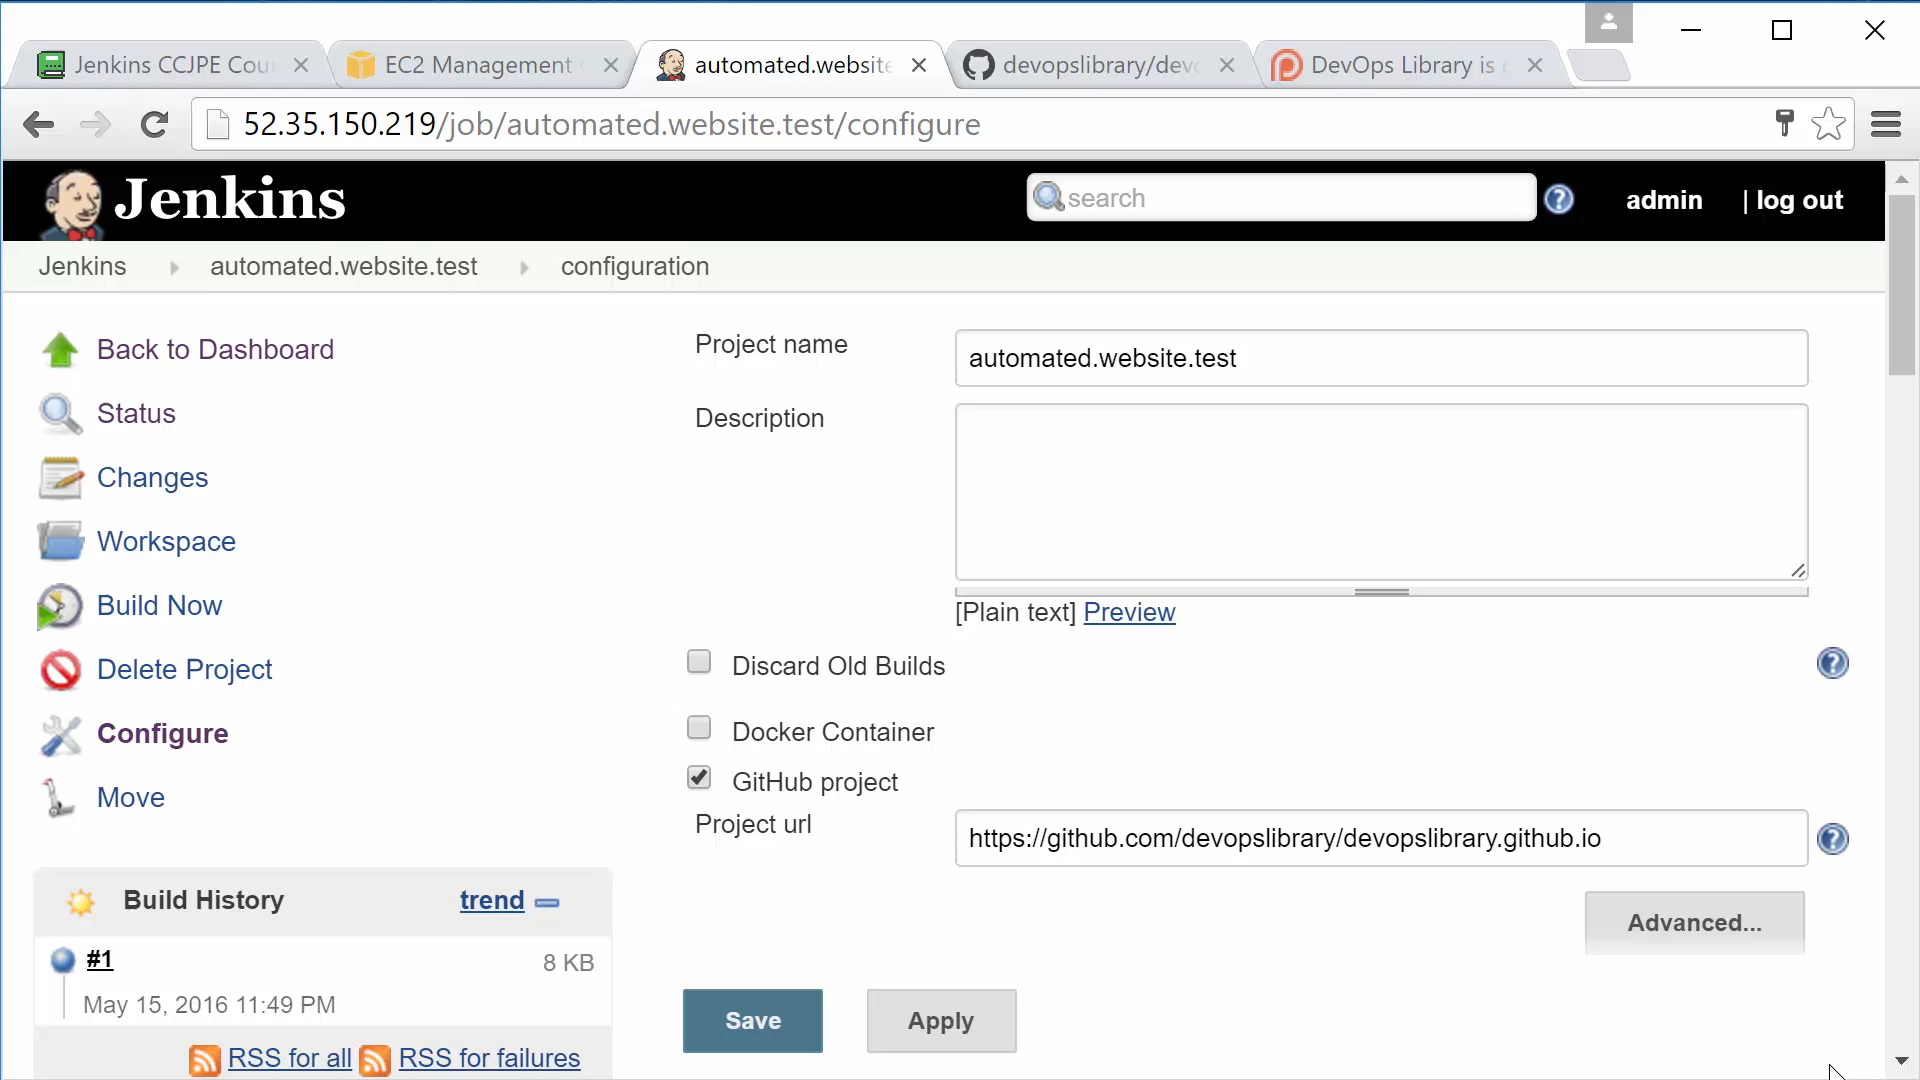 Jenkins CCJPE Cou
EC2 Management
automated.website
devopslibrary/devo
DevOps Library is
52.35.150.219/job/automated.website.test/configure
Jenkins
search
admin
| log out
Jenkins
automated.website.test
configuration
Back to Dashboard
Status
Changes
Workspace
Build Now
Delete Project
Configure
Move
Build History
trend
#1
8 KB
May 15, 2016 11:49 PM
RSS for all
RSS for failures
Project name
automated.website.test
Description
[Plain text] Preview
Discard Old Builds
Docker Container
GitHub project
Project url
https://github.com/devopslibrary/devopslibrary.github.io
Advanced...
Save
Apply